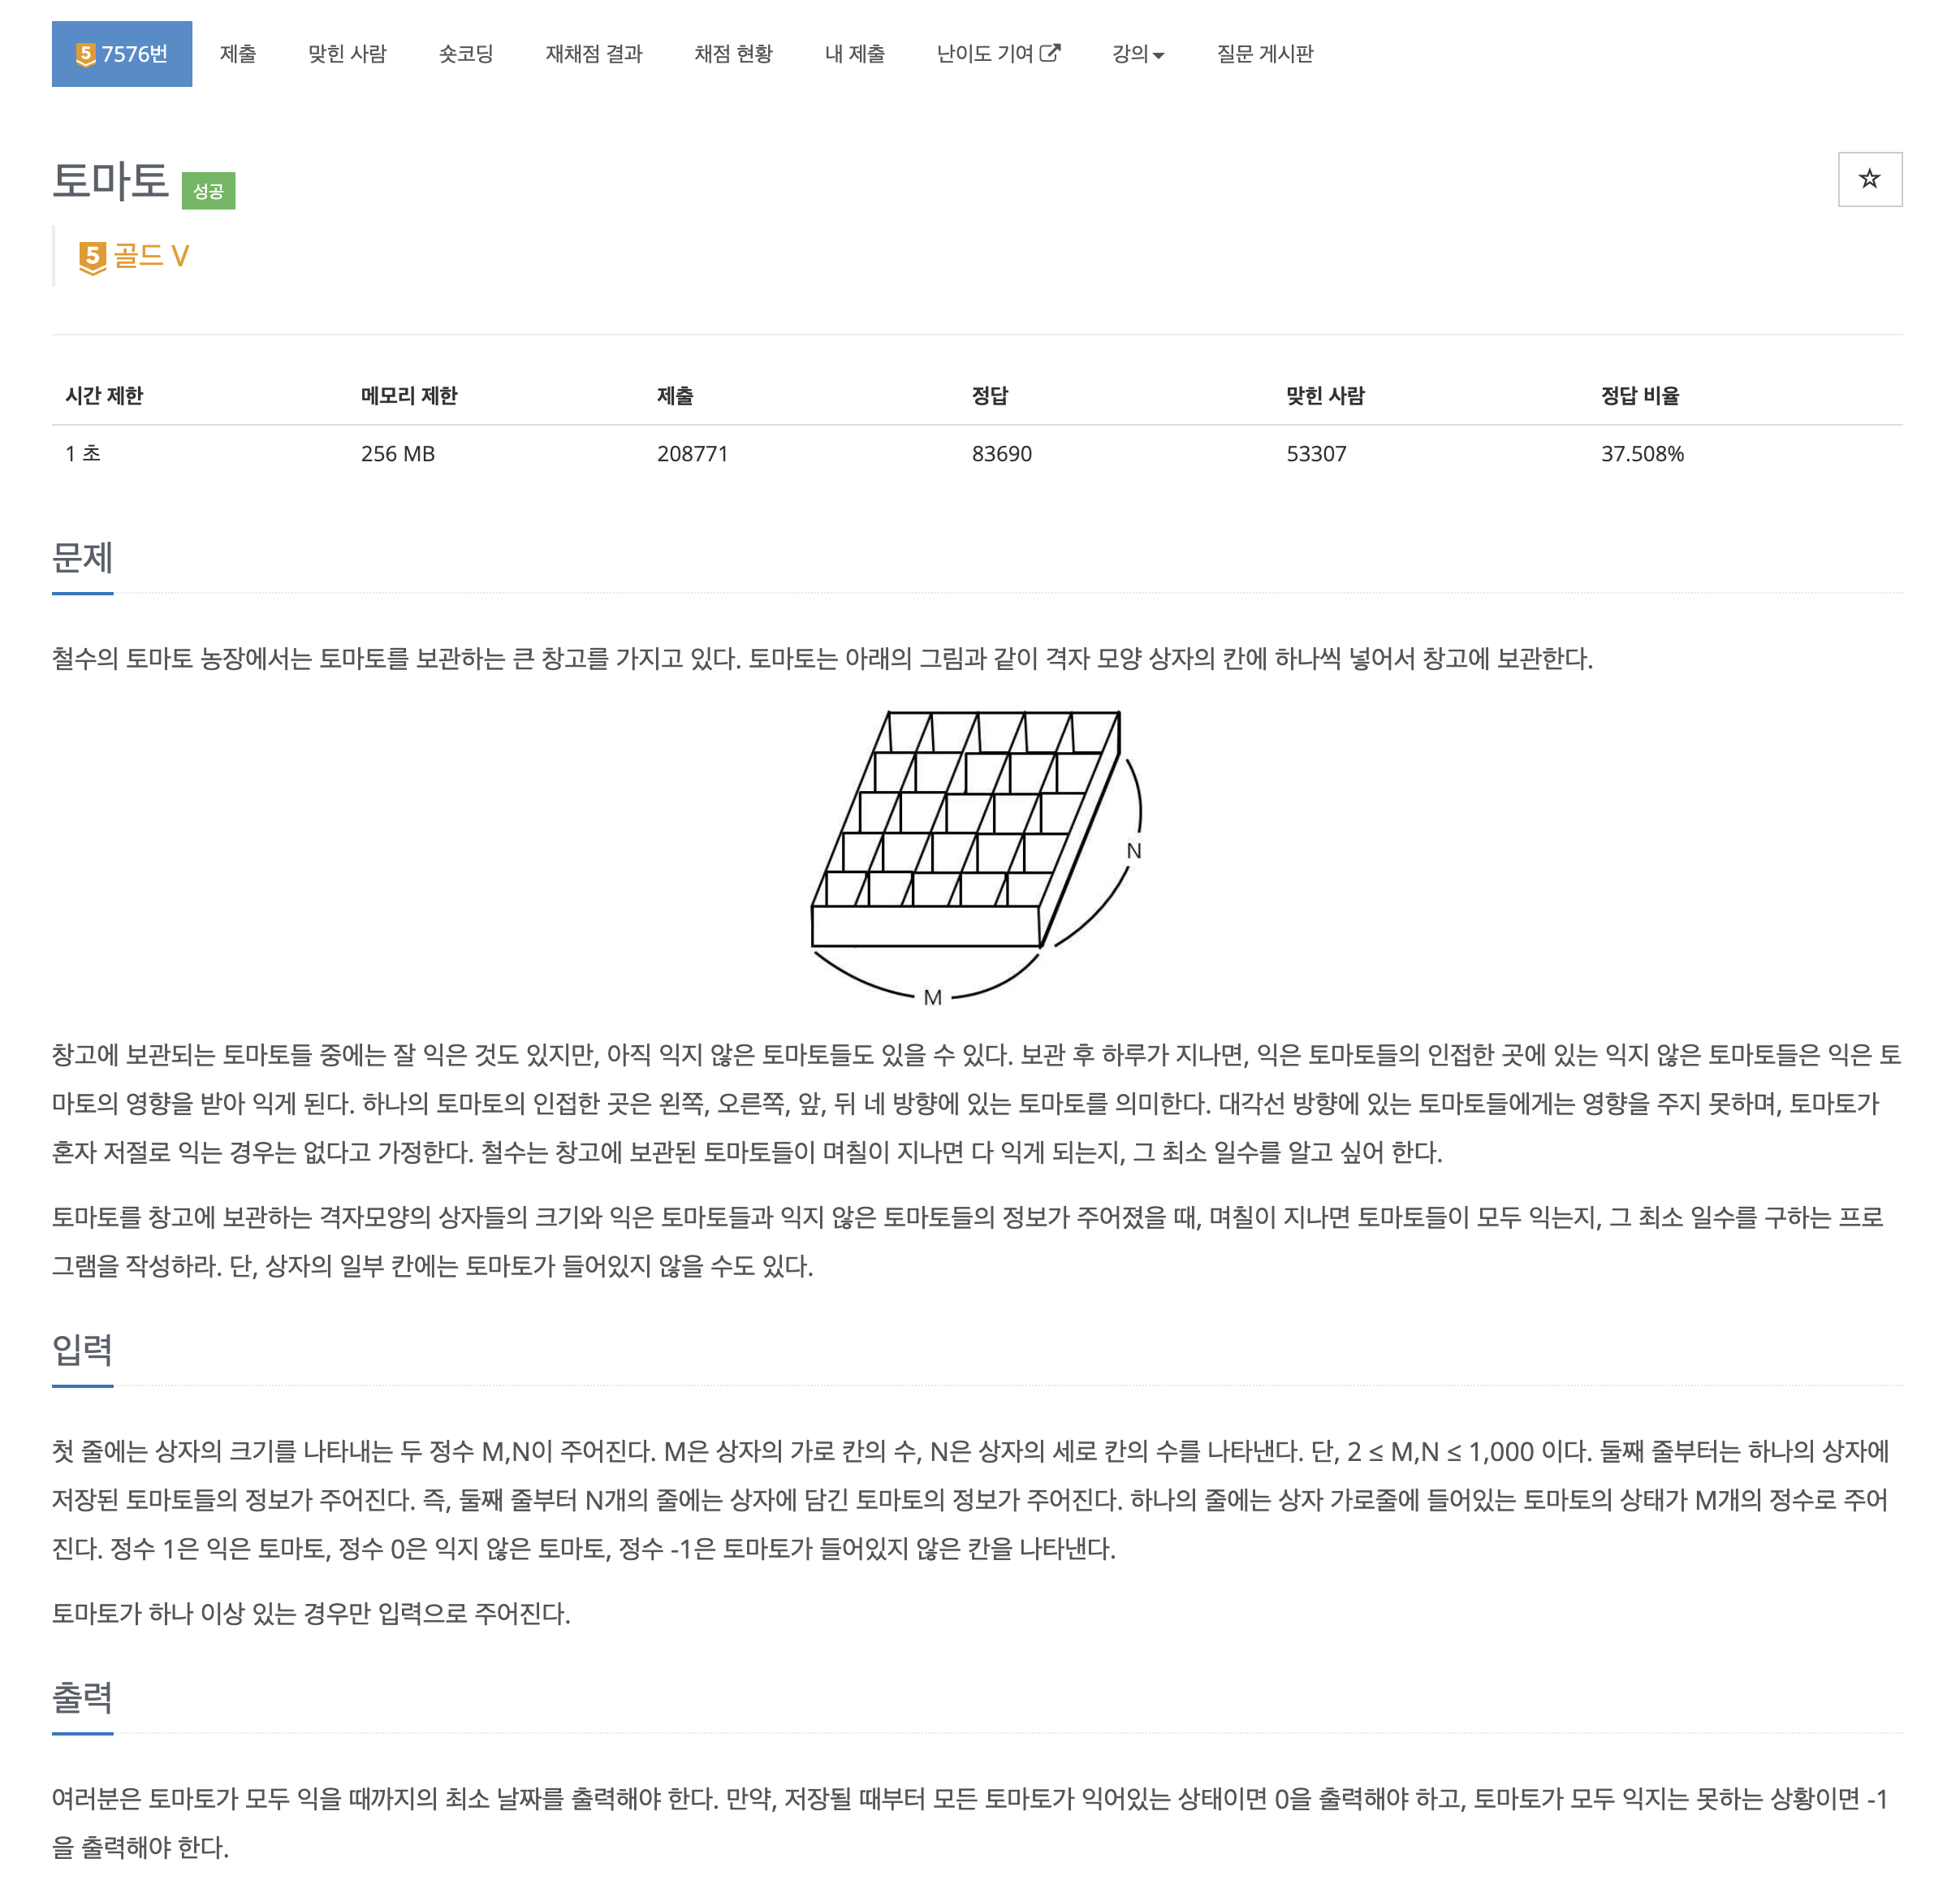 5 7576번 제출 맞힌 사람 숏코딩 재채점 결과 채점 현황 내 제출 난이도 기여 강의 질문 게시판
토마토 성공
5 골드 V
시간 제한 메모리 제한 제출 정답 맞힌 사람 정답 비율
1 초 256 MB 208771 83690 53307 37.508%
문제
철수의 토마토 농장에서는 토마토를 보관하는 큰 창고를 가지고 있다. 토마토는 아래의 그림과 같이 격자 모양 상자의 칸에 하나씩 넣어서 창고에 보관한다.
N
M
창고에 보관되는 토마토들 중에는 잘 익은 것도 있지만, 아직 익지 않은 토마토들도 있을 수 있다. 보관 후 하루가 지나면, 익은 토마토들의 인접한 곳에 있는 익지 않은 토마토들은 익은 토
마토의 영향을 받아 익게 된다. 하나의 토마토의 인접한 곳은 왼쪽, 오른쪽, 앞, 뒤 네 방향에 있는 토마토를 의미한다. 대각선 방향에 있는 토마토들에게는 영향을 주지 못하며, 토마토가
혼자 저절로 익는 경우는 없다고 가정한다. 철수는 창고에 보관된 토마토들이 며칠이 지나면 다 익게 되는지, 그 최소 일수를 알고 싶어 한다.
토마토를 창고에 보관하는 격자모양의 상자들의 크기와 익은 토마토들과 익지 않은 토마토들의 정보가 주어졌을 때, 며칠이 지나면 토마토들이 모두 익는지, 그 최소 일수를 구하는 프로
그램을 작성하라. 단, 상자의 일부 칸에는 토마토가 들어있지 않을 수도 있다.
입력
첫 줄에는 상자의 크기를 나타내는 두 정수 M,N이 주어진다. M은 상자의 가로 칸의 수, N은 상자의 세로 칸의 수를 나타낸다. 단, 2 ≤ M,N ≤ 1,000 이다. 둘째 줄부터는 하나의 상자에
저장된 토마토들의 정보가 주어진다. 즉, 둘째 줄부터 N개의 줄에는 상자에 담긴 토마토의 정보가 주어진다. 하나의 줄에는 상자 가로줄에 들어있는 토마토의 상태가 M개의 정수로 주어
진다. 정수 1은 익은 토마토, 정수 0은 익지 않은 토마토, 정수 -1은 토마토가 들어있지 않은 칸을 나타낸다.
토마토가 하나 이상 있는 경우만 입력으로 주어진다.
출력
여러분은 토마토가 모두 익을 때까지의 최소 날짜를 출력해야 한다. 만약, 저장될 때부터 모든 토마토가 익어있는 상태이면 0을 출력해야 하고, 토마토가 모두 익지는 못하는 상황이면 -1
을 출력해야 한다.